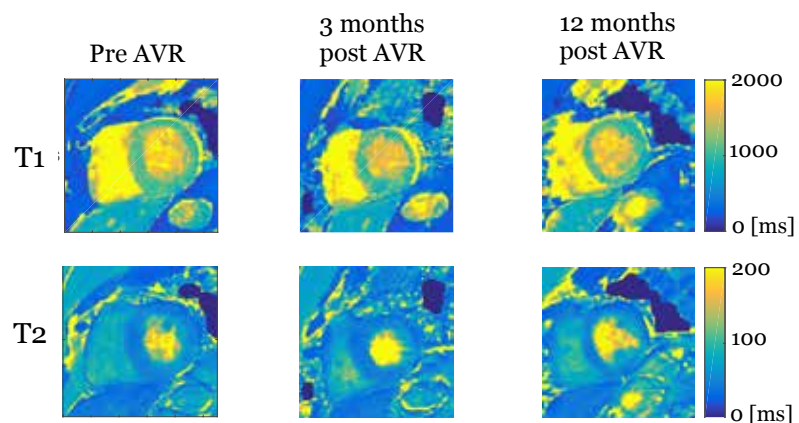 Pre AVR
3 months
post AVR
12 months
post AVR
T1
2000
1000
0 [ms]
T2
200
100
0 [ms]